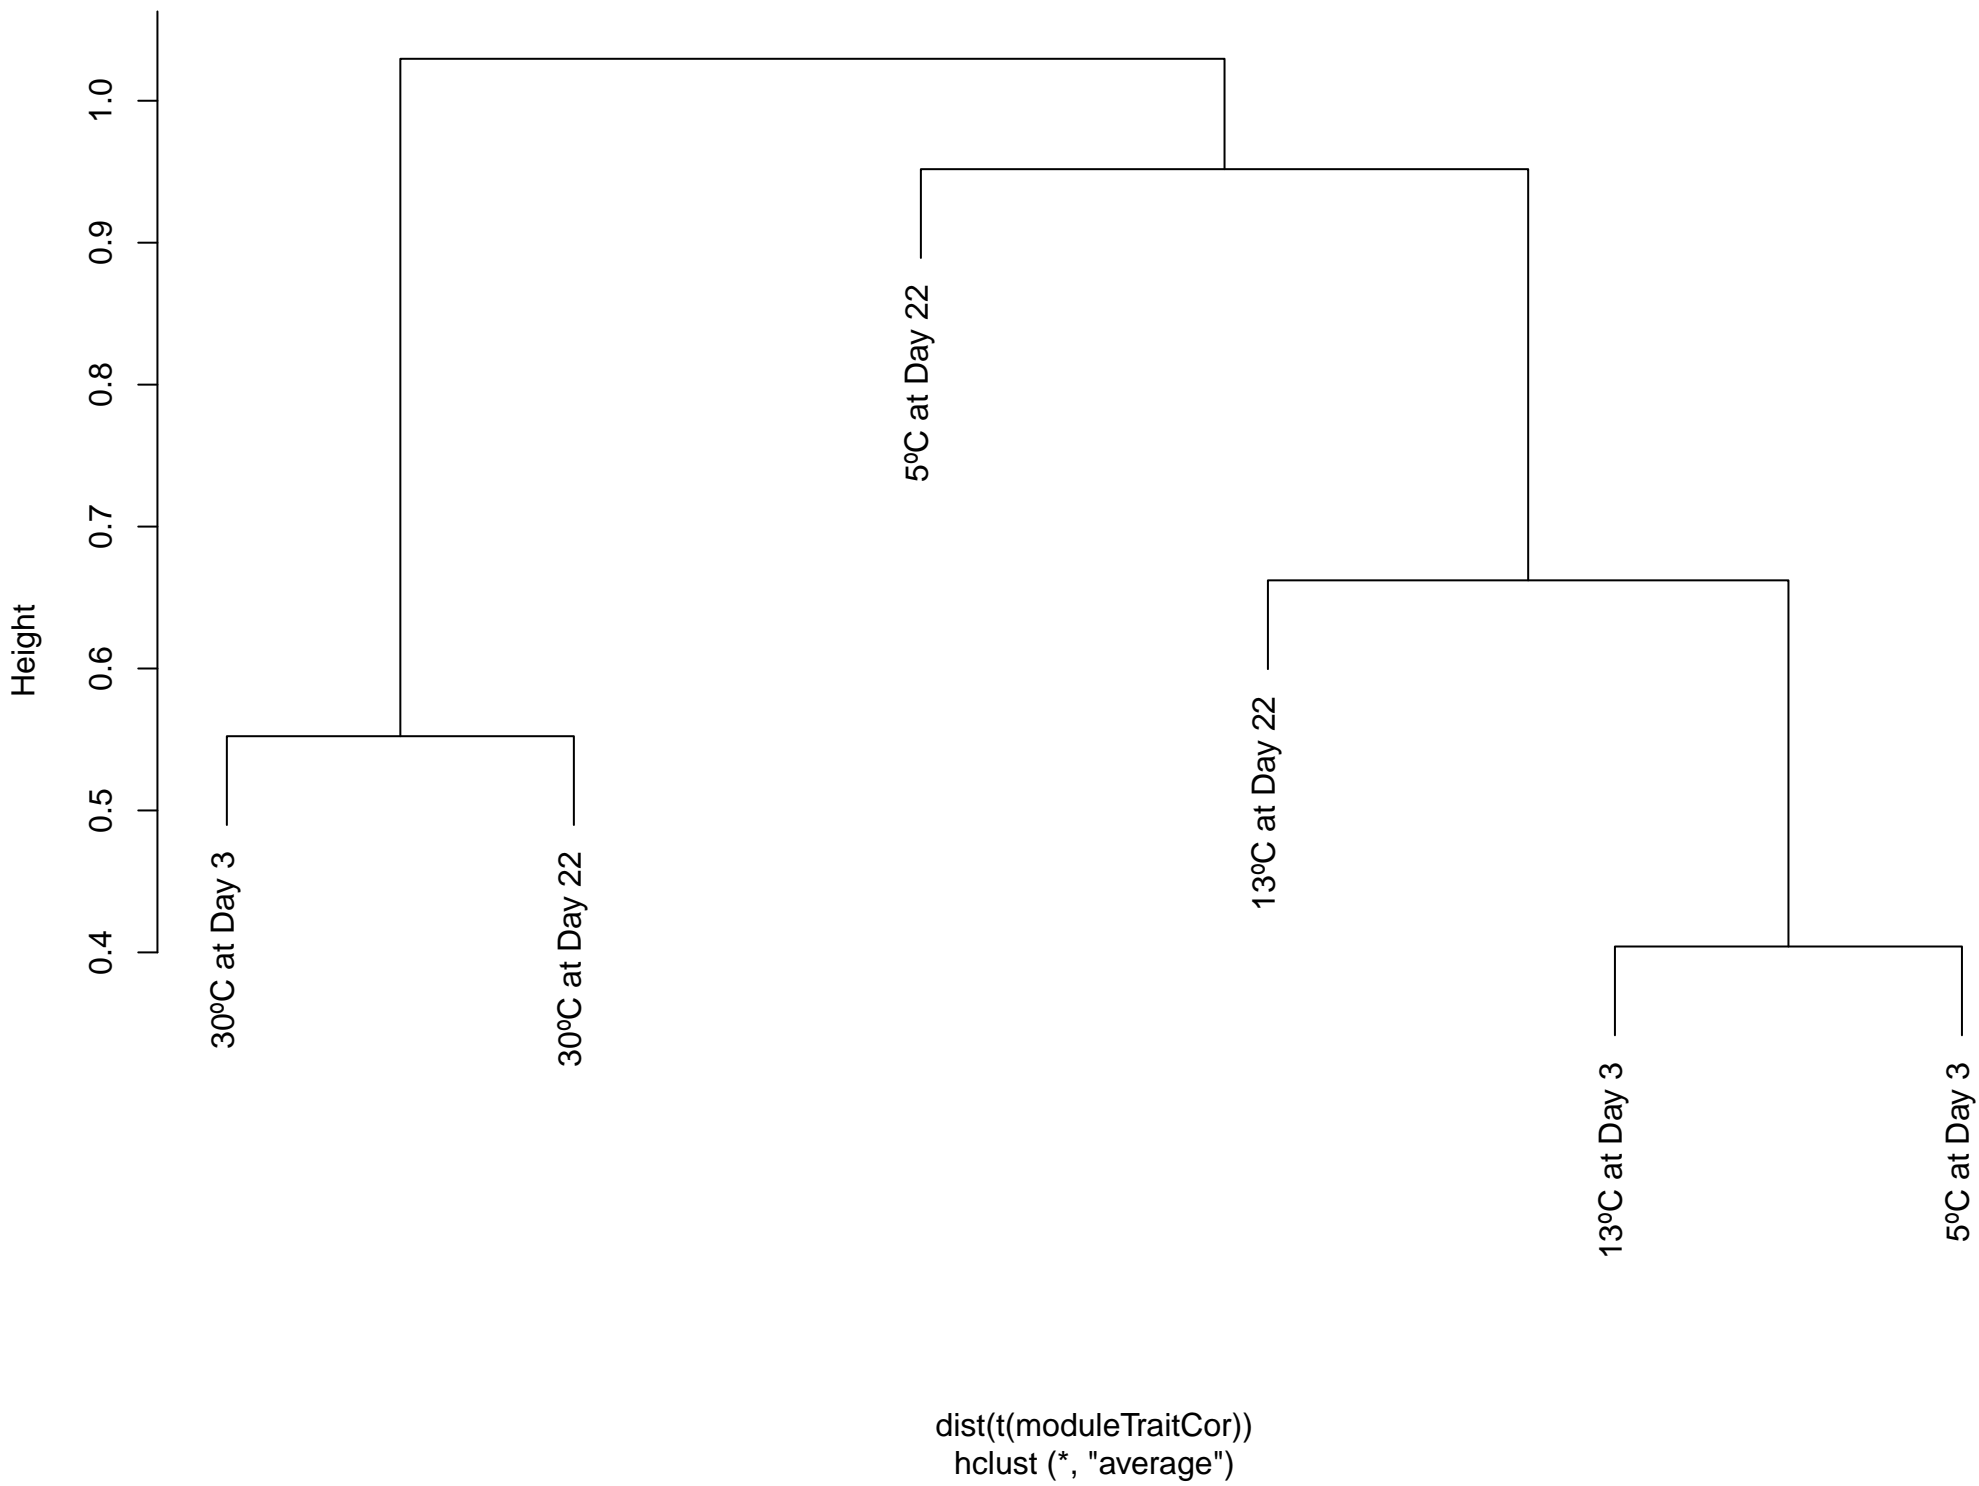 Height
1.0
0.9
0.8
0.7
0.6
0.5
0.4
30ºC at Day 3
30ºC at Day 22
5ºC at Day 22
13ºC at Day 22
13ºC at Day 3
5ºC at Day 3
dist(t(moduleTraitCor))
hclust (*, "average")